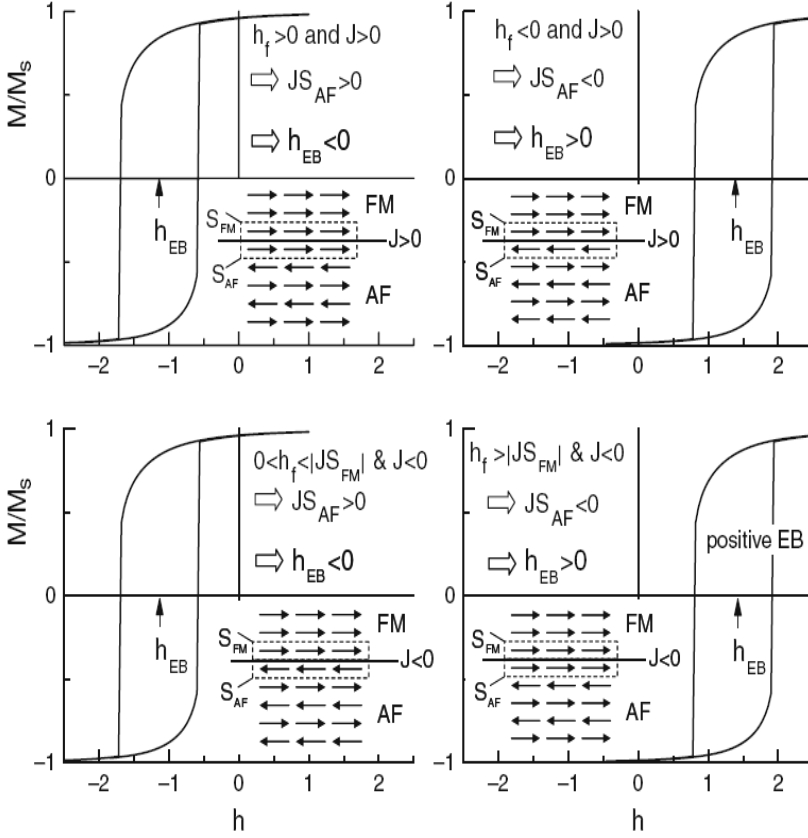 M/Mₛ
1
0
−1
h_f>0 and J>0
⇨ JS_AF>0
⇨ h_EB<0
h_EB
S_FM
FM
J>0
S_AF
AF
−2 −1 0 1 2
h_f<0 and J>0
⇨ JS_AF<0
⇨ h_EB>0
1
0
−1
h_EB
S_FM
FM
J>0
S_AF
AF
−2 −1 0 1 2
M/Mₛ
1
0
−1
0<h_f<|JS_FM| & J<0
⇨ JS_AF>0
⇨ h_EB<0
h_EB
S_FM
FM
J<0
S_AF
AF
−2 −1 0 1 2
h
h_f>|JS_FM| & J<0
⇨ JS_AF<0
positive EB
⇨ h_EB>0
1
0
−1
h_EB
S_FM
FM
J<0
S_AF
AF
−2 −1 0 1 2
h